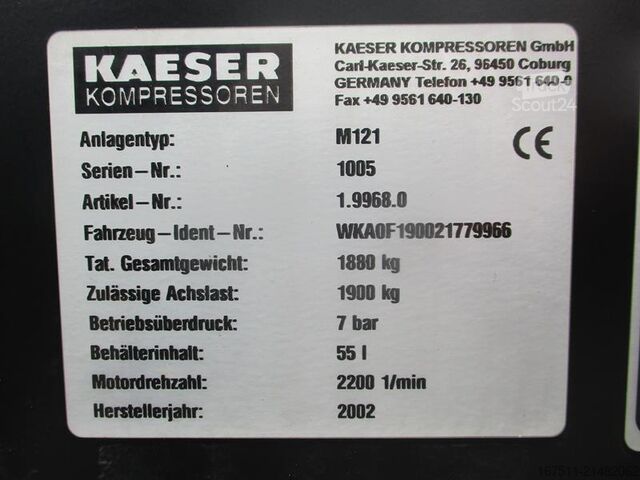 KAESER
KOMPRESSOREN
KAESER KOMPRESSOREN GmbH
Carl-Kaeser-Str. 26, 96450 Coburg
GERMANY Telefon +49 9561 640-0
Fax +49 9561 640-130
Truck
Scout24
CE
Anlagentyp: M121
Serien-Nr.: 1005
Artikel-Nr.: 1.9968.0
Fahrzeug-Ident-Nr.: WKA0F190021779966
Tat. Gesamtgewicht: 1880 kg
Zulässige Achslast: 1900 kg
Betriebsüberdruck: 7 bar
Behälterinhalt: 55 l
Motordrehzahl: 2200 1/min
Herstellerjahr: 2002